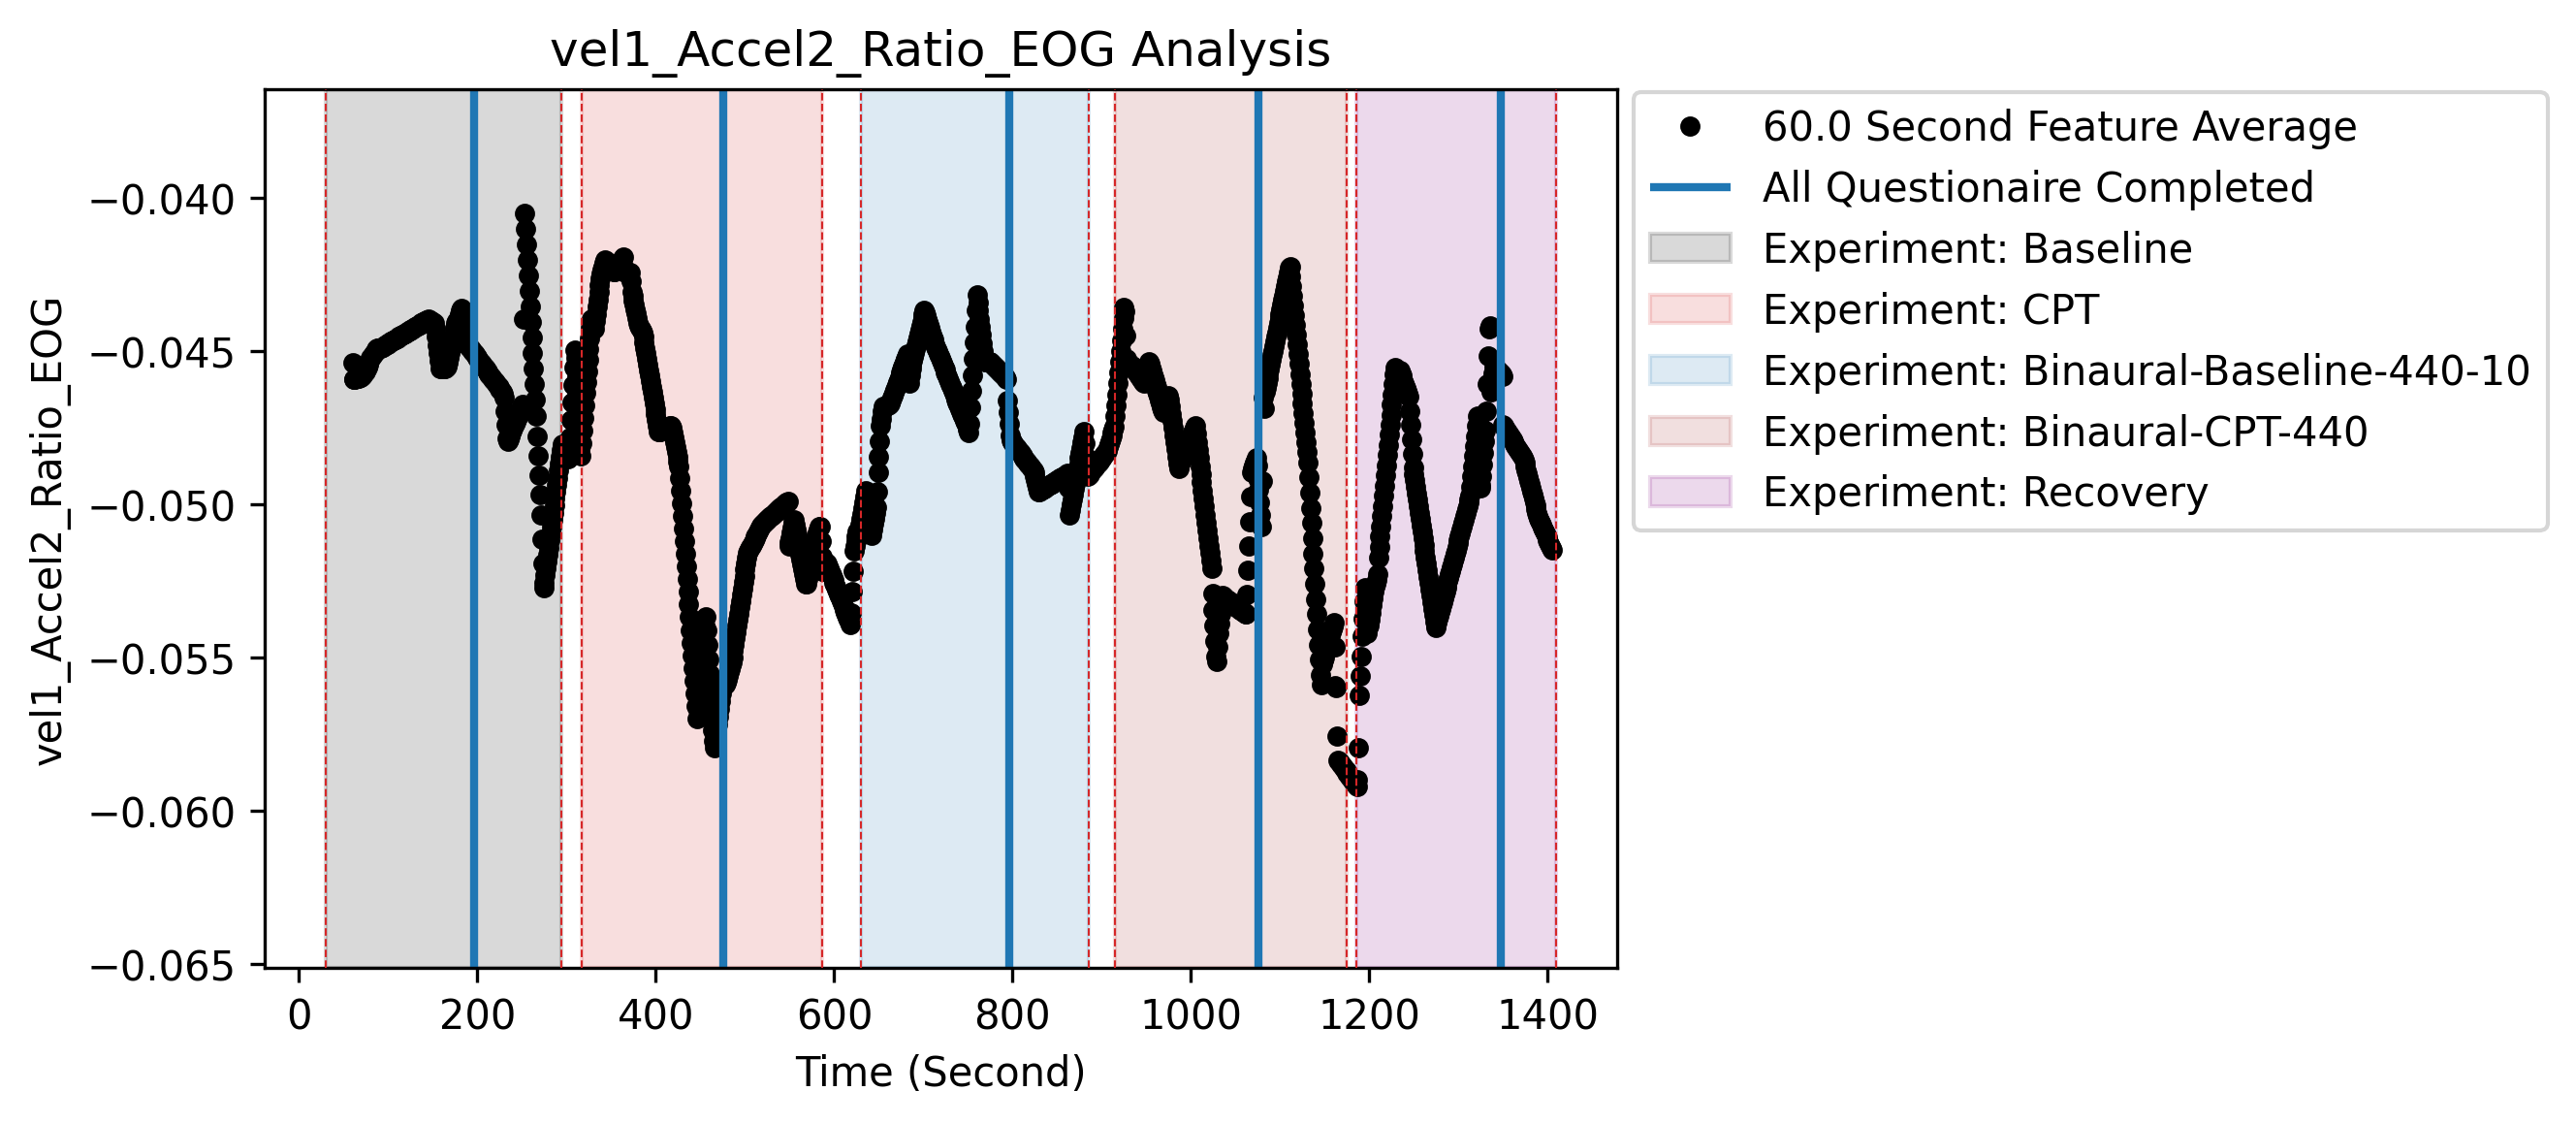 vel1_Accel2_Ratio_EOG Analysis
vel1_Accel2_Ratio_EOG
−0.040
−0.045
−0.050
−0.055
−0.060
−0.065
0 200 400 600 800 1000 1200 1400
Time (Second)
60.0 Second Feature Average
All Questionaire Completed
Experiment: Baseline
Experiment: CPT
Experiment: Binaural-Baseline-440-10
Experiment: Binaural-CPT-440
Experiment: Recovery